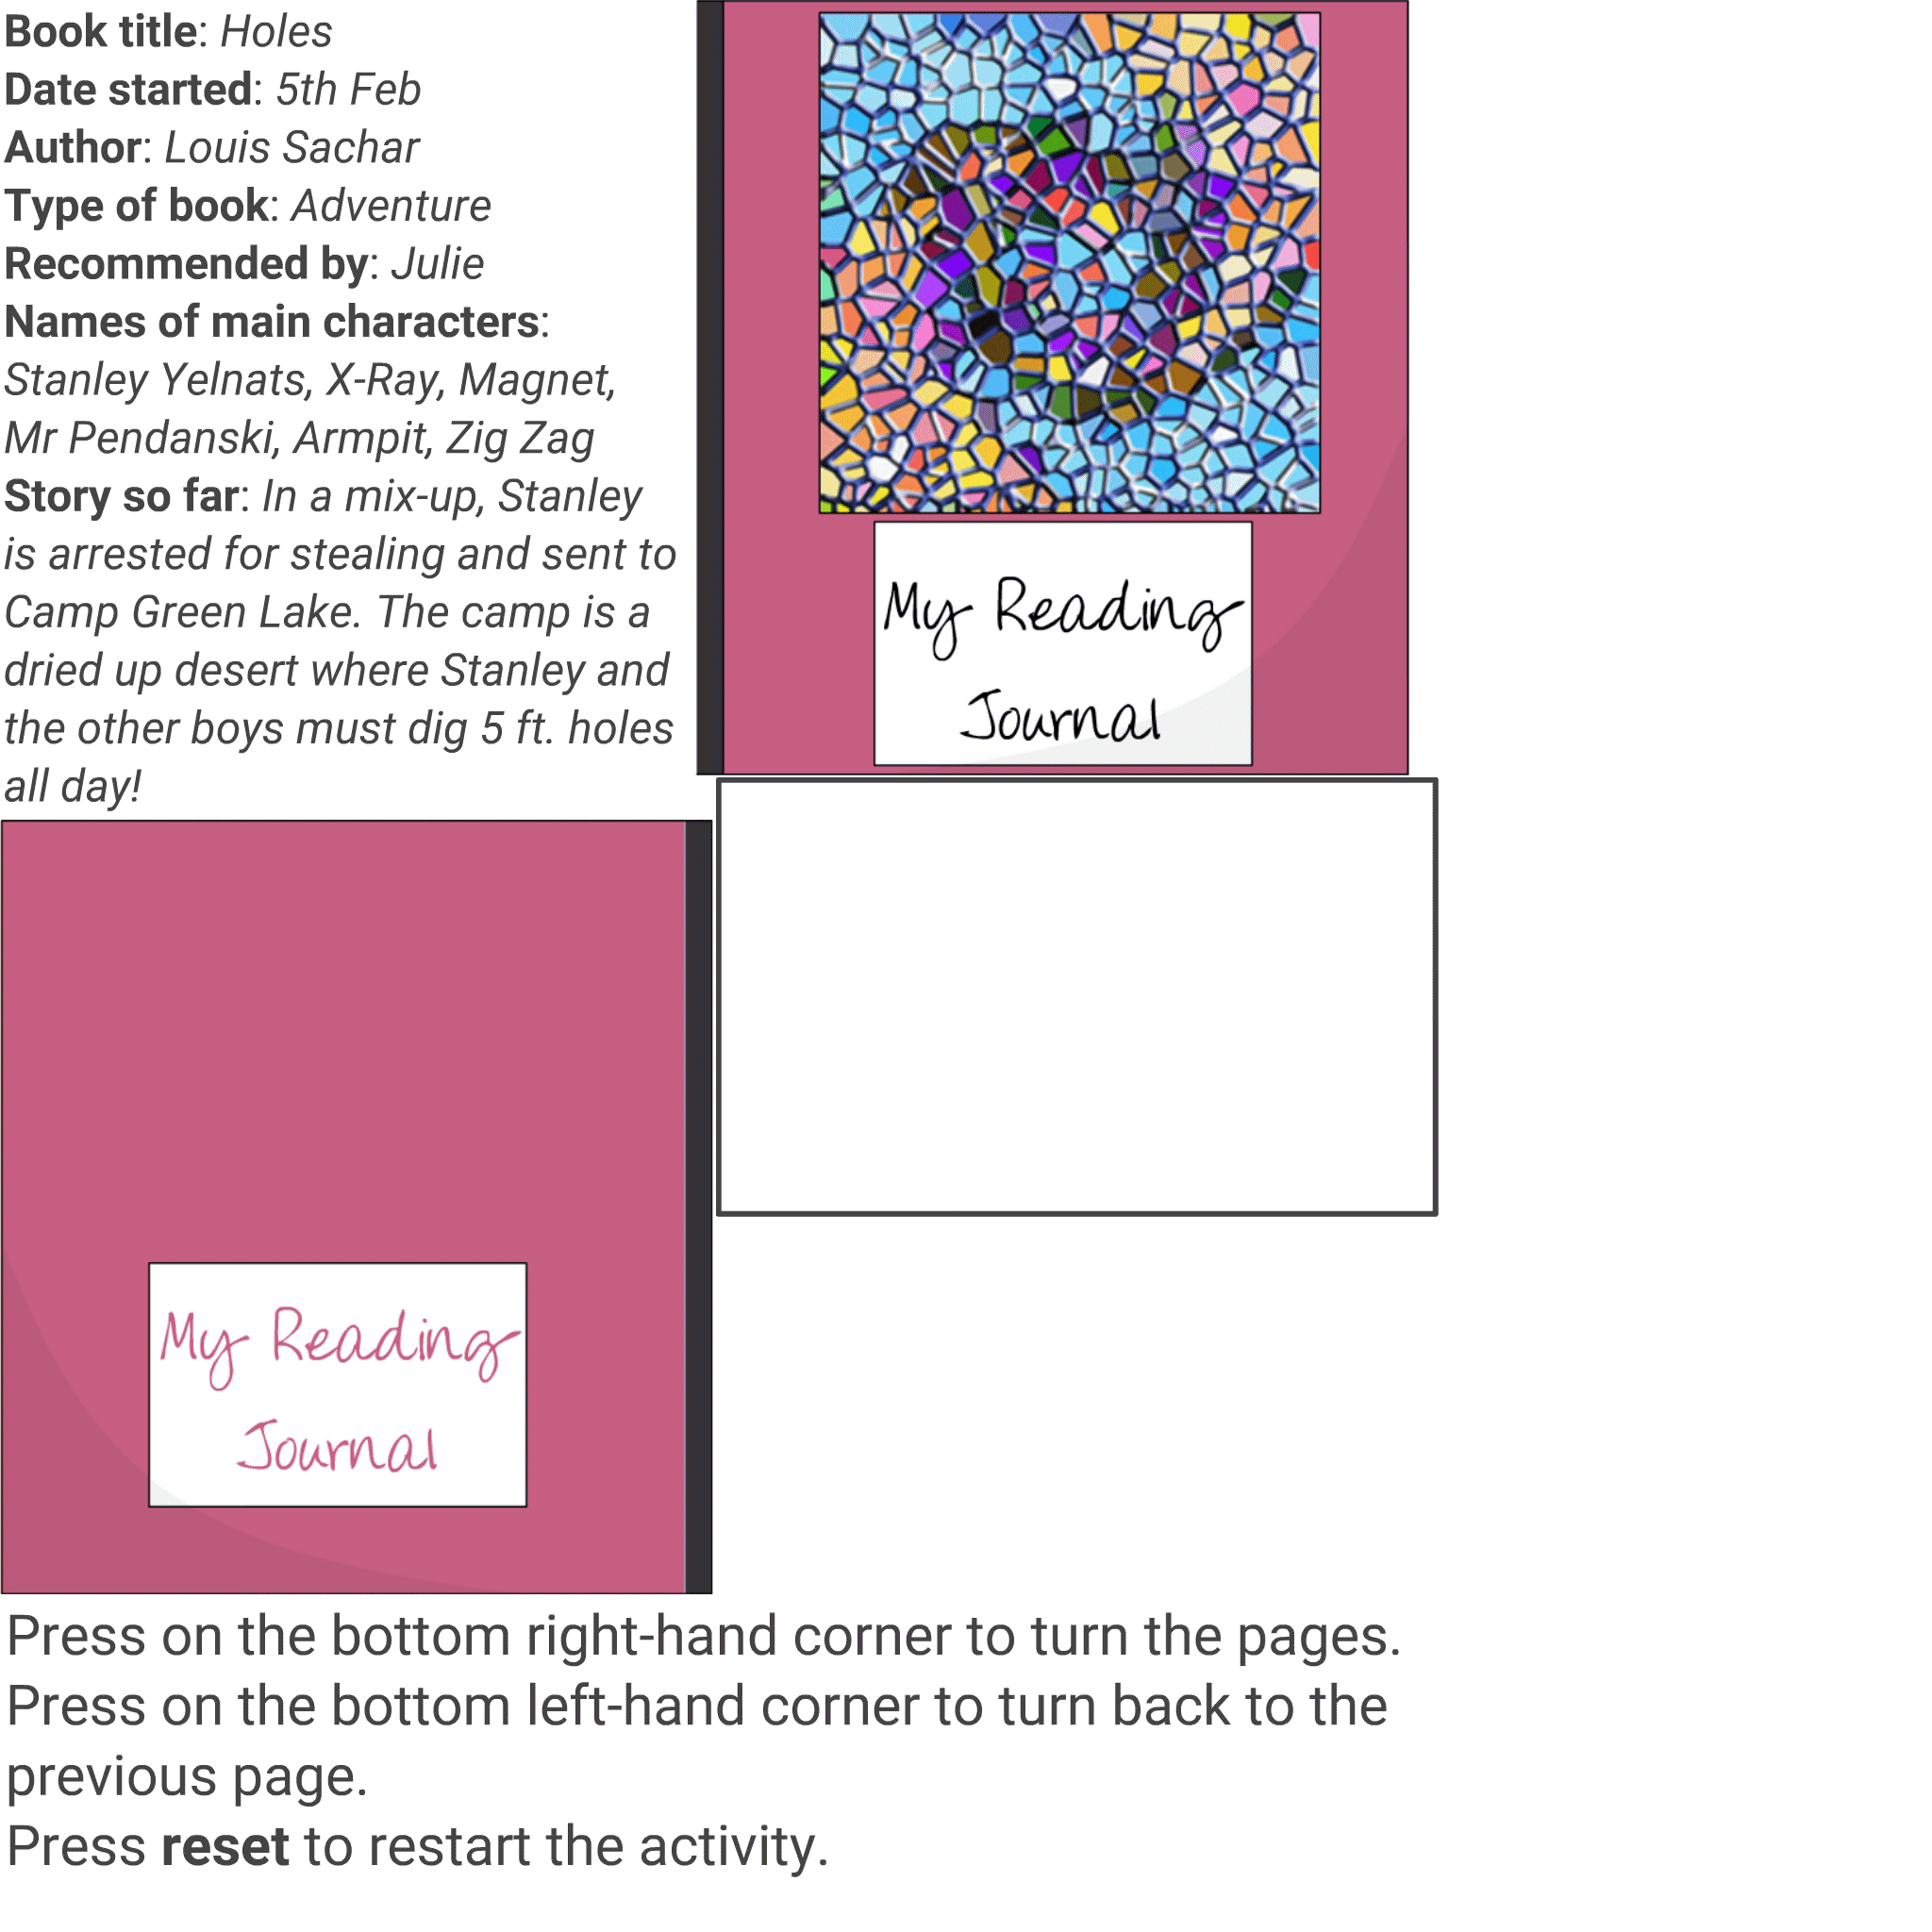 Book title: Holes
Date started: 5th Feb
Author: Louis Sachar
Type of book: Adventure
Recommended by: Julie
Names of main characters:
Stanley Yelnats, X-Ray, Magnet,
Mr Pendanski, Armpit, Zig Zag
Story so far: In a mix-up, Stanley
is arrested for stealing and sent to
Camp Green Lake. The camp is a
dried up desert where Stanley and
the other boys must dig 5 ft. holes
all day!
My Reading
Journal
My Reading
Journal
Press on the bottom right-hand corner to turn the pages.
Press on the bottom left-hand corner to turn back to the
previous page.
Press reset to restart the activity.